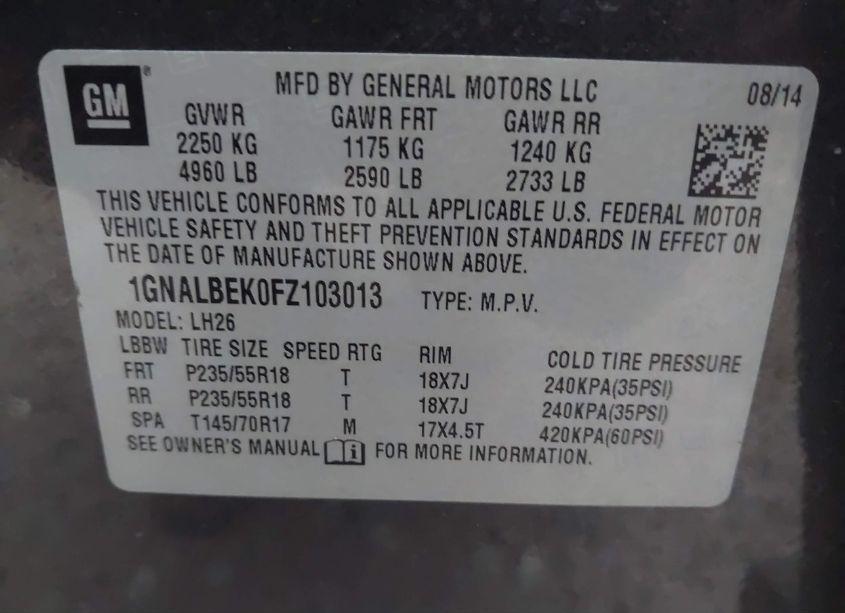 GM ® MFD BY GENERAL MOTORS LLC 08/14
GVWR GAWR FRT GAWR RR
2250 KG 1175 KG 1240 KG
4960 LB 2590 LB 2733 LB
THIS VEHICLE CONFORMS TO ALL APPLICABLE U.S. FEDERAL MOTOR
VEHICLE SAFETY AND THEFT PREVENTION STANDARDS IN EFFECT ON
THE DATE OF MANUFACTURE SHOWN ABOVE.
1GNALBEK0FZ103013 TYPE: M.P.V.
MODEL: LH26
LBBW TIRE SIZE SPEED RTG RIM COLD TIRE PRESSURE
FRT P235/55R18 T 18X7J 240KPA(35PSI)
RR P235/55R18 T 18X7J 240KPA(35PSI)
SPA T145/70R17 M 17X4.5T 420KPA(60PSI)
SEE OWNER'S MANUAL i FOR MORE INFORMATION.